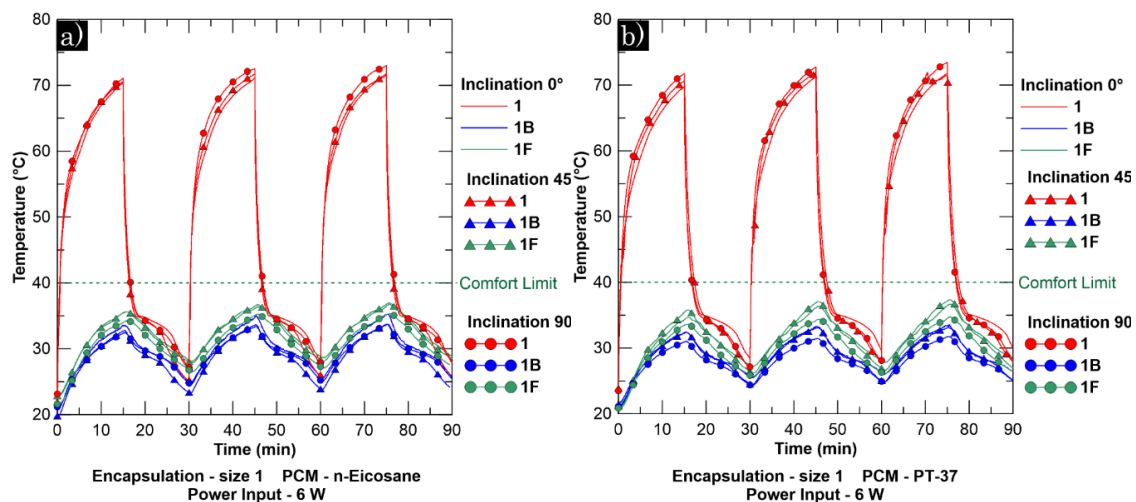 a)
80
70
60
50
40
30
20
Temperature (°C)
0 10 20 30 40 50 60 70 80 90
Time (min)
Encapsulation - size 1 PCM - n-Eicosane
Power Input - 6 W
Inclination 0°
1
1B
1F
Inclination 45
1
1B
1F
Comfort Limit
Inclination 90
1
1B
1F
b)
80
70
60
50
40
30
20
Temperature (°C)
0 10 20 30 40 50 60 70 80 90
Time (min)
Encapsulation - size 1 PCM - PT-37
Power Input - 6 W
Inclination 0°
1
1B
1F
Inclination 45
1
1B
1F
Comfort Limit
Inclination 90
1
1B
1F